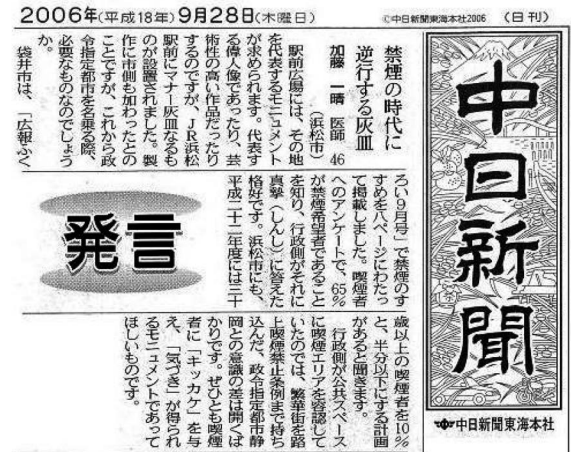 2006年(平成18年)9月28日(木曜日)
©中日新聞東海本社2006
(日刊)
中日新聞
中日新聞東海本社
発言
禁煙の時代に
逆行する灰皿
加藤 一晴 医師 46
(浜松市)
駅前広場には、その地
を代表するモニュメント
が求められます。代表す
る偉人像であったり、芸
術性の高い作品だったり
するのですが、JR浜松
駅前にマナー灰皿なるも
のが設置されました。製
作に市側も加わったとの
ことですが、これから政
令指定都市を名乗る際、
必要なものなのでしょう
か。
袋井市は、「広報ふく
ろい9月号」で禁煙のす
すめを八ページにわたっ
て掲載しました。喫煙者
へのアンケートで、65%
が禁煙希望者であること
を知り、行政側がそれに
真摯(しんし)に答えた
格好です。浜松市にも、
平成二十二年度には二十
歳以上の喫煙者を10%
と、半分以下にする計画
があると聞きます。
行政側が公共スペース
に喫煙エリアを容認して
いたのでは、繁華街を路
上喫煙禁止条例まで持ち
込んだ、政令指定都市静
岡との意識の差は開くば
かりです。ぜひとも喫煙
者に「キッカケ」を与
え、「気づき」が得られ
るモニュメントであって
ほしいものです。